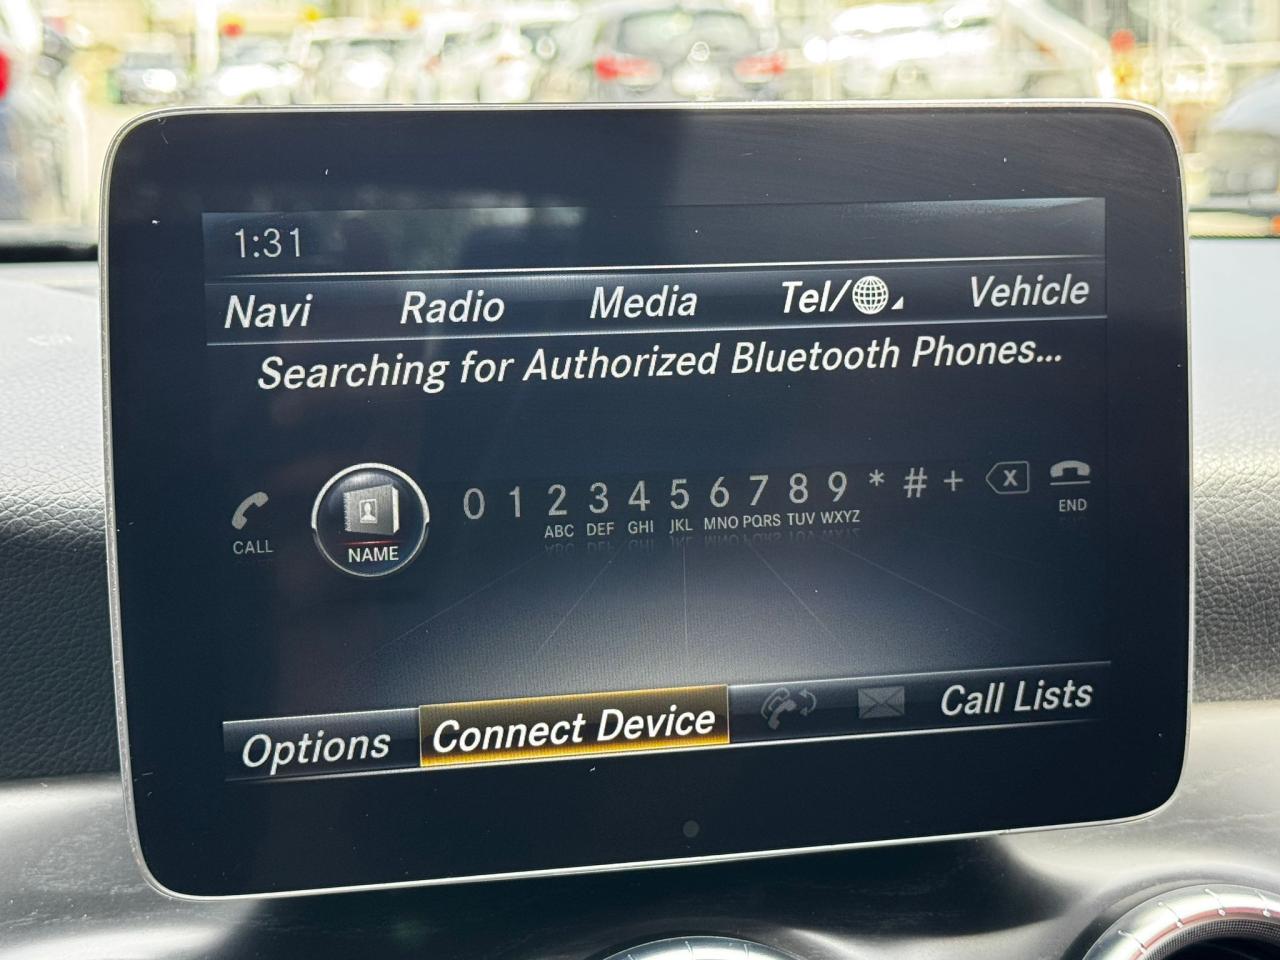 1:31
Navi Radio Media Tel/ Vehicle
Searching for Authorized Bluetooth Phones...
0 1 2 3 4 5 6 7 8 9 * # + X
ABC DEF GHI JKL MNO PQRS TUV WXYZ
CALL NAME END
Options Connect Device Call Lists